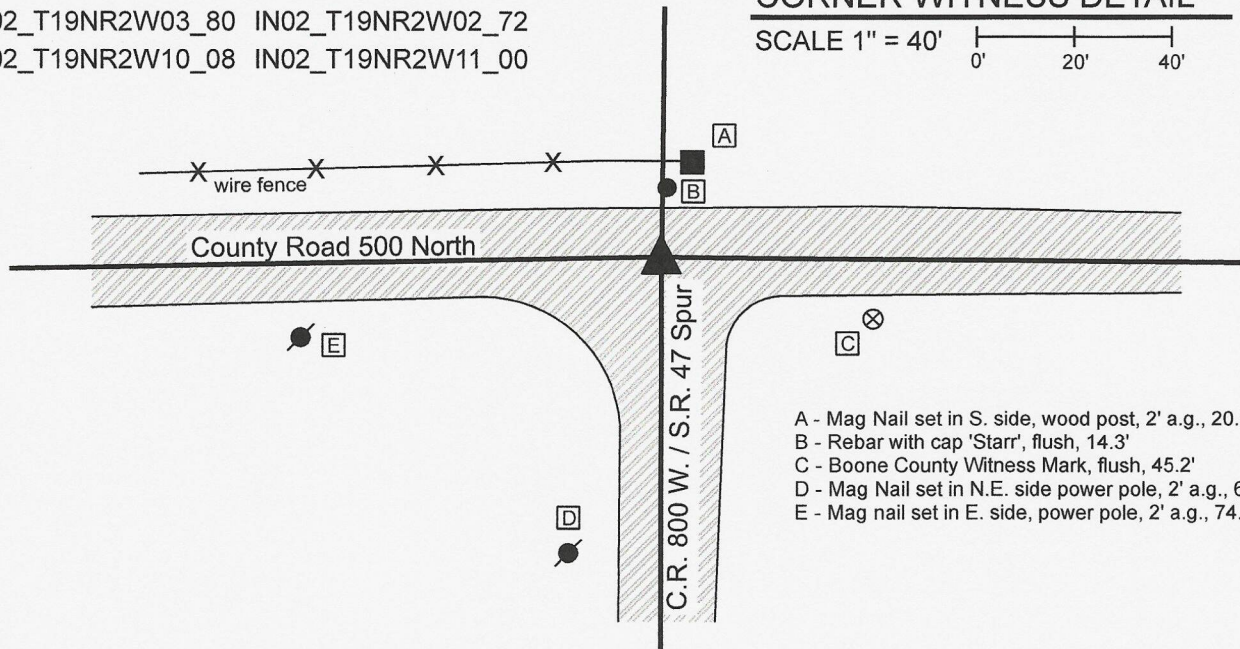 02_T19NR2W03_80 IN02_T19NR2W02_72
02_T19NR2W10_08 IN02_T19NR2W11_00
CORNER WITNESS DETAIL
SCALE 1" = 40'
0' 20' 40'
A
B
wire fence
County Road 500 North
E
C
D
C.R. 800 W. / S.R. 47 Spur
A - Mag Nail set in S. side, wood post, 2' a.g., 20.
B - Rebar with cap 'Starr', flush, 14.3'
C - Boone County Witness Mark, flush, 45.2'
D - Mag Nail set in N.E. side power pole, 2' a.g., 6
E - Mag nail set in E. side, power pole, 2' a.g., 74.